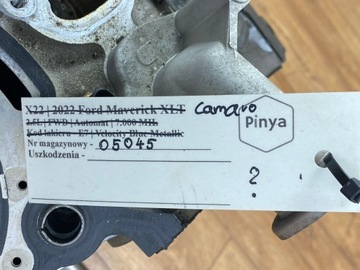 X22 | 2022 Ford Maverick XLT camaro
2.5L | FWD | Automat | 7.000 MIL
Kod lakieru - E7 | Velocity Blue Metallic
Nr magazynowy - 05045
Uszkodzenia -
?
Pinya